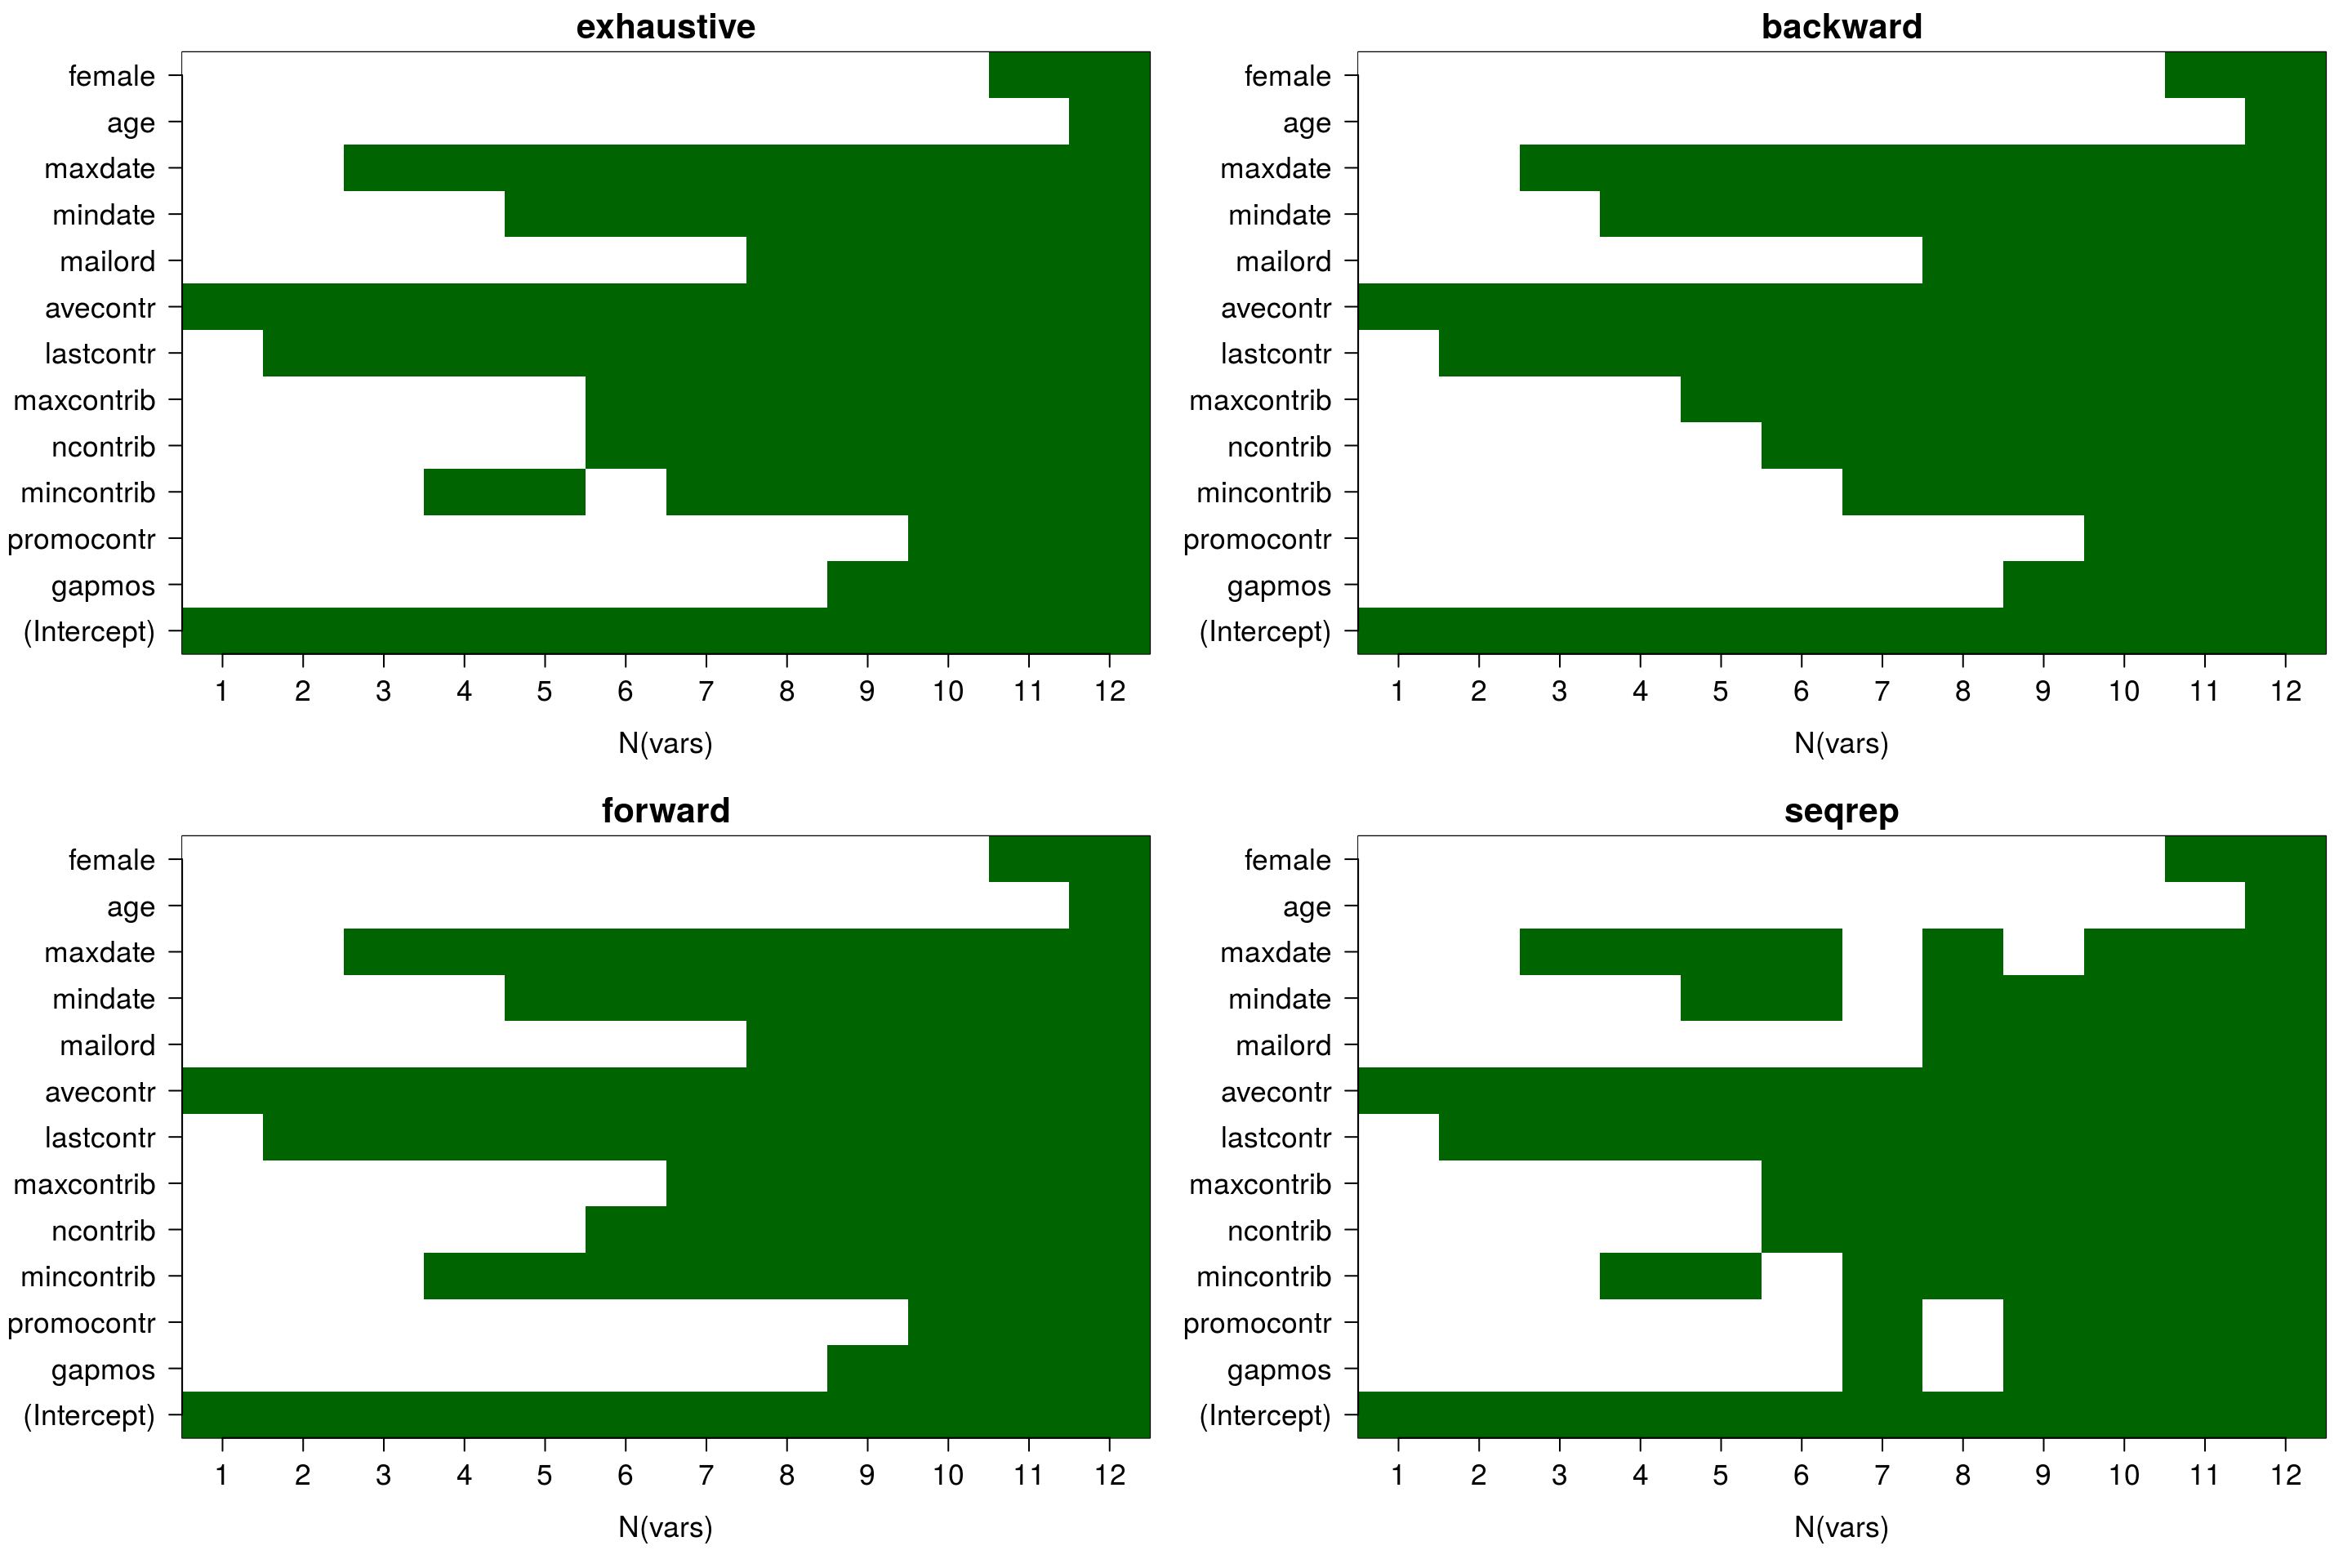 exhaustive
female
age
maxdate
mindate
mailord
avecontr
lastcontr
maxcontrib
ncontrib
mincontrib
promocontr
gapmos
(Intercept)
1 2 3 4 5 6 7 8 9 10 11 12
N(vars)
backward
female
age
maxdate
mindate
mailord
avecontr
lastcontr
maxcontrib
ncontrib
mincontrib
promocontr
gapmos
(Intercept)
1 2 3 4 5 6 7 8 9 10 11 12
N(vars)
forward
female
age
maxdate
mindate
mailord
avecontr
lastcontr
maxcontrib
ncontrib
mincontrib
promocontr
gapmos
(Intercept)
1 2 3 4 5 6 7 8 9 10 11 12
N(vars)
seqrep
female
age
maxdate
mindate
mailord
avecontr
lastcontr
maxcontrib
ncontrib
mincontrib
promocontr
gapmos
(Intercept)
1 2 3 4 5 6 7 8 9 10 11 12
N(vars)